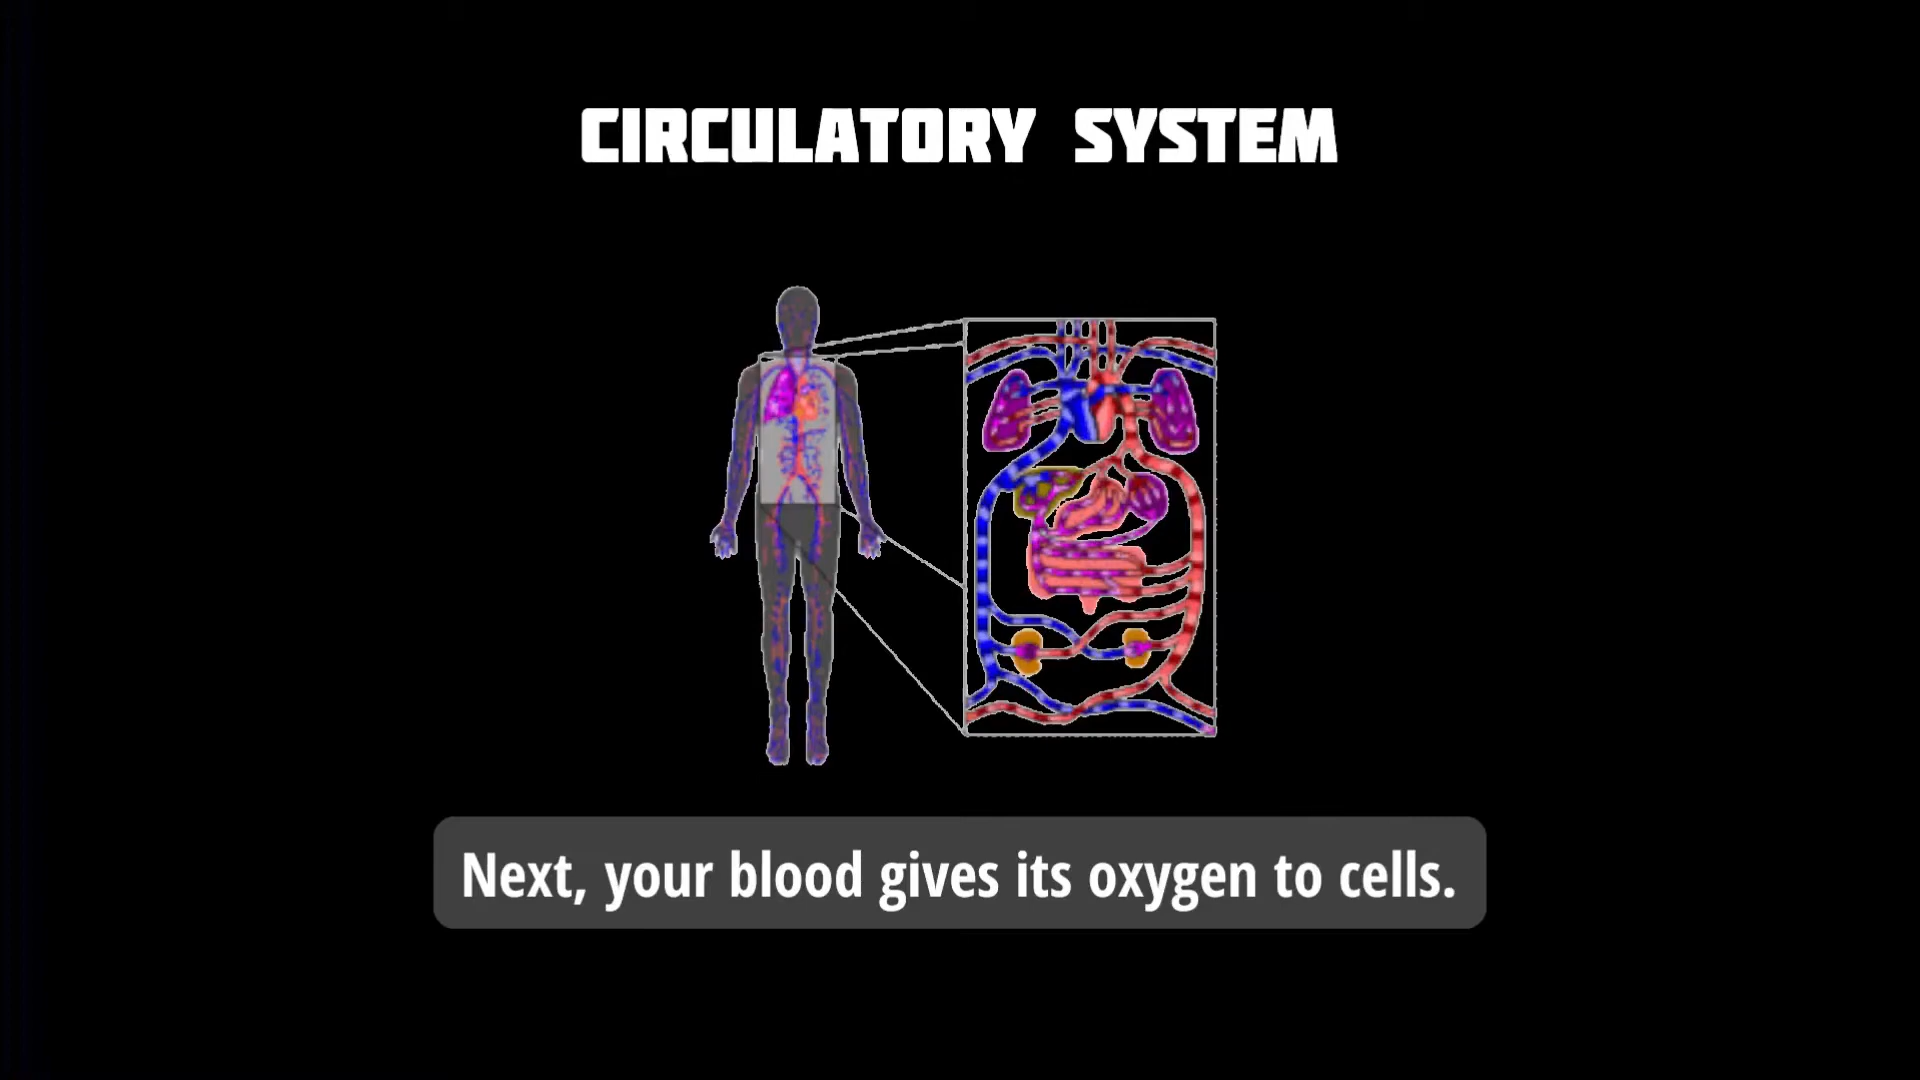 CIRCULATORY SYSTEM
Next, your blood gives its oxygen to cells.